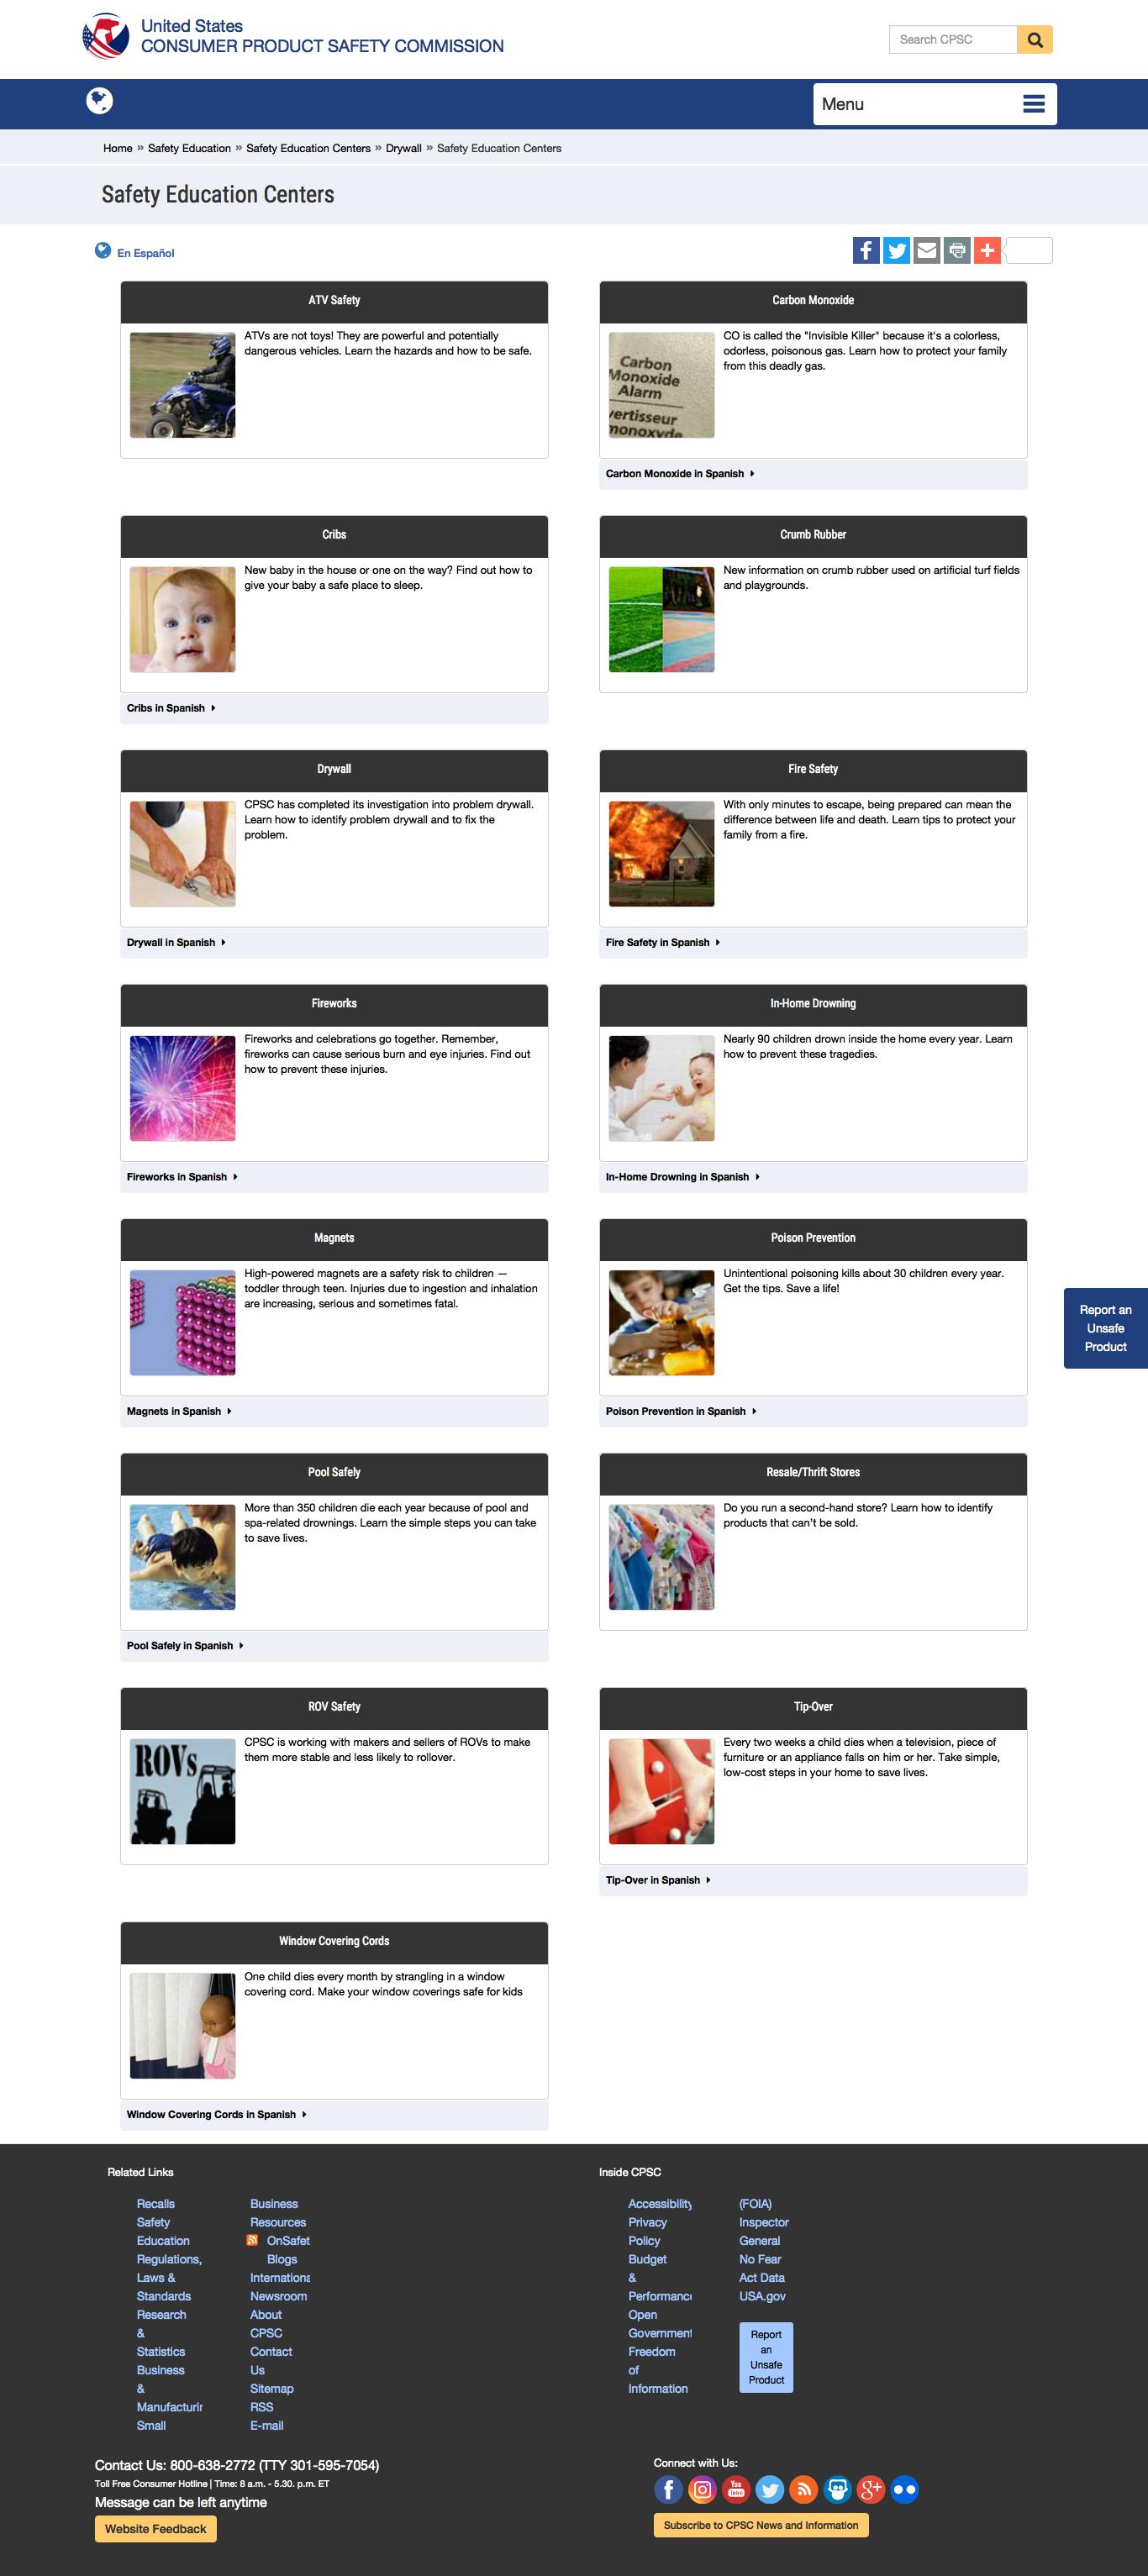 United States
CONSUMER PRODUCT SAFETY COMMISSION
Search CPSC
Menu
Home » Safety Education » Safety Education Centers » Drywall » Safety Education Centers
Safety Education Centers
En Español
ATV Safety
ATVs are not toys! They are powerful and potentially
dangerous vehicles. Learn the hazards and how to be safe.
Carbon Monoxide
Carbon
Monoxide
Alarm
vertisseur
monoxyde
CO is called the "Invisible Killer" because it's a colorless,
odorless, poisonous gas. Learn how to protect your family
from this deadly gas.
Carbon Monoxide in Spanish
Cribs
New baby in the house or one on the way? Find out how to
give your baby a safe place to sleep.
Cribs in Spanish
Crumb Rubber
New information on crumb rubber used on artificial turf fields
and playgrounds.
Drywall
CPSC has completed its investigation into problem drywall.
Learn how to identify problem drywall and to fix the
problem.
Drywall in Spanish
Fire Safety
With only minutes to escape, being prepared can mean the
difference between life and death. Learn tips to protect your
family from a fire.
Fire Safety in Spanish
Fireworks
Fireworks and celebrations go together. Remember,
fireworks can cause serious burn and eye injuries. Find out
how to prevent these injuries.
Fireworks in Spanish
In-Home Drowning
Nearly 90 children drown inside the home every year. Learn
how to prevent these tragedies.
In-Home Drowning in Spanish
Magnets
High-powered magnets are a safety risk to children —
toddler through teen. Injuries due to ingestion and inhalation
are increasing, serious and sometimes fatal.
Magnets in Spanish
Poison Prevention
Unintentional poisoning kills about 30 children every year.
Get the tips. Save a life!
Poison Prevention in Spanish
Report an
Unsafe
Product
Pool Safely
More than 350 children die each year because of pool and
spa-related drownings. Learn the simple steps you can take
to save lives.
Pool Safely in Spanish
Resale/Thrift Stores
Do you run a second-hand store? Learn how to identify
products that can't be sold.
ROV Safety
ROVs
CPSC is working with makers and sellers of ROVs to make
them more stable and less likely to rollover.
Tip-Over
Every two weeks a child dies when a television, piece of
furniture or an appliance falls on him or her. Take simple,
low-cost steps in your home to save lives.
Tip-Over in Spanish
Window Covering Cords
One child dies every month by strangling in a window
covering cord. Make your window coverings safe for kids
Window Covering Cords in Spanish
Related Links
Recalls
Safety
Education
Regulations,
Laws &
Standards
Research
&
Statistics
Business
&
Manufacturir
Small
Business
Resources
OnSafet
Blogs
Internationa
Newsroom
About
CPSC
Contact
Us
Sitemap
RSS
E-mail
Inside CPSC
Accessibility
Privacy
Policy
Budget
&
Performance
Open
Government
Freedom
of
Information
(FOIA)
Inspector
General
No Fear
Act Data
USA.gov
Report
an
Unsafe
Product
Contact Us: 800-638-2772 (TTY 301-595-7054)
Toll Free Consumer Hotline | Time: 8 a.m. - 5.30. p.m. ET
Message can be left anytime
Website Feedback
Connect with Us:
You
Tube
g+
Subscribe to CPSC News and Information